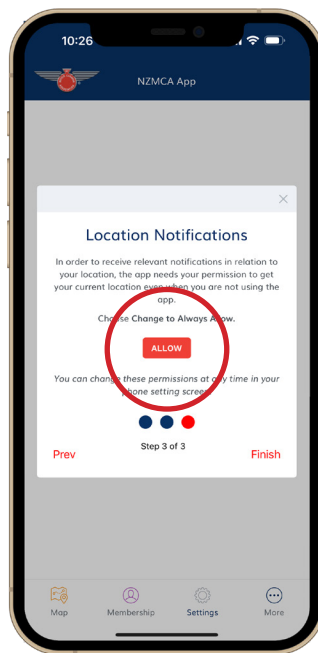 10:26
NZMCA App
Location Notifications
In order to receive relevant notifications in relation to
your location, the app needs your permission to get
your current location even when you are not using the
app.
Choose Change to Always Allow.
ALLOW
You can change these permissions at any time in your
phone setting screen
Step 3 of 3
Prev
Finish
Map
Membership
Settings
More